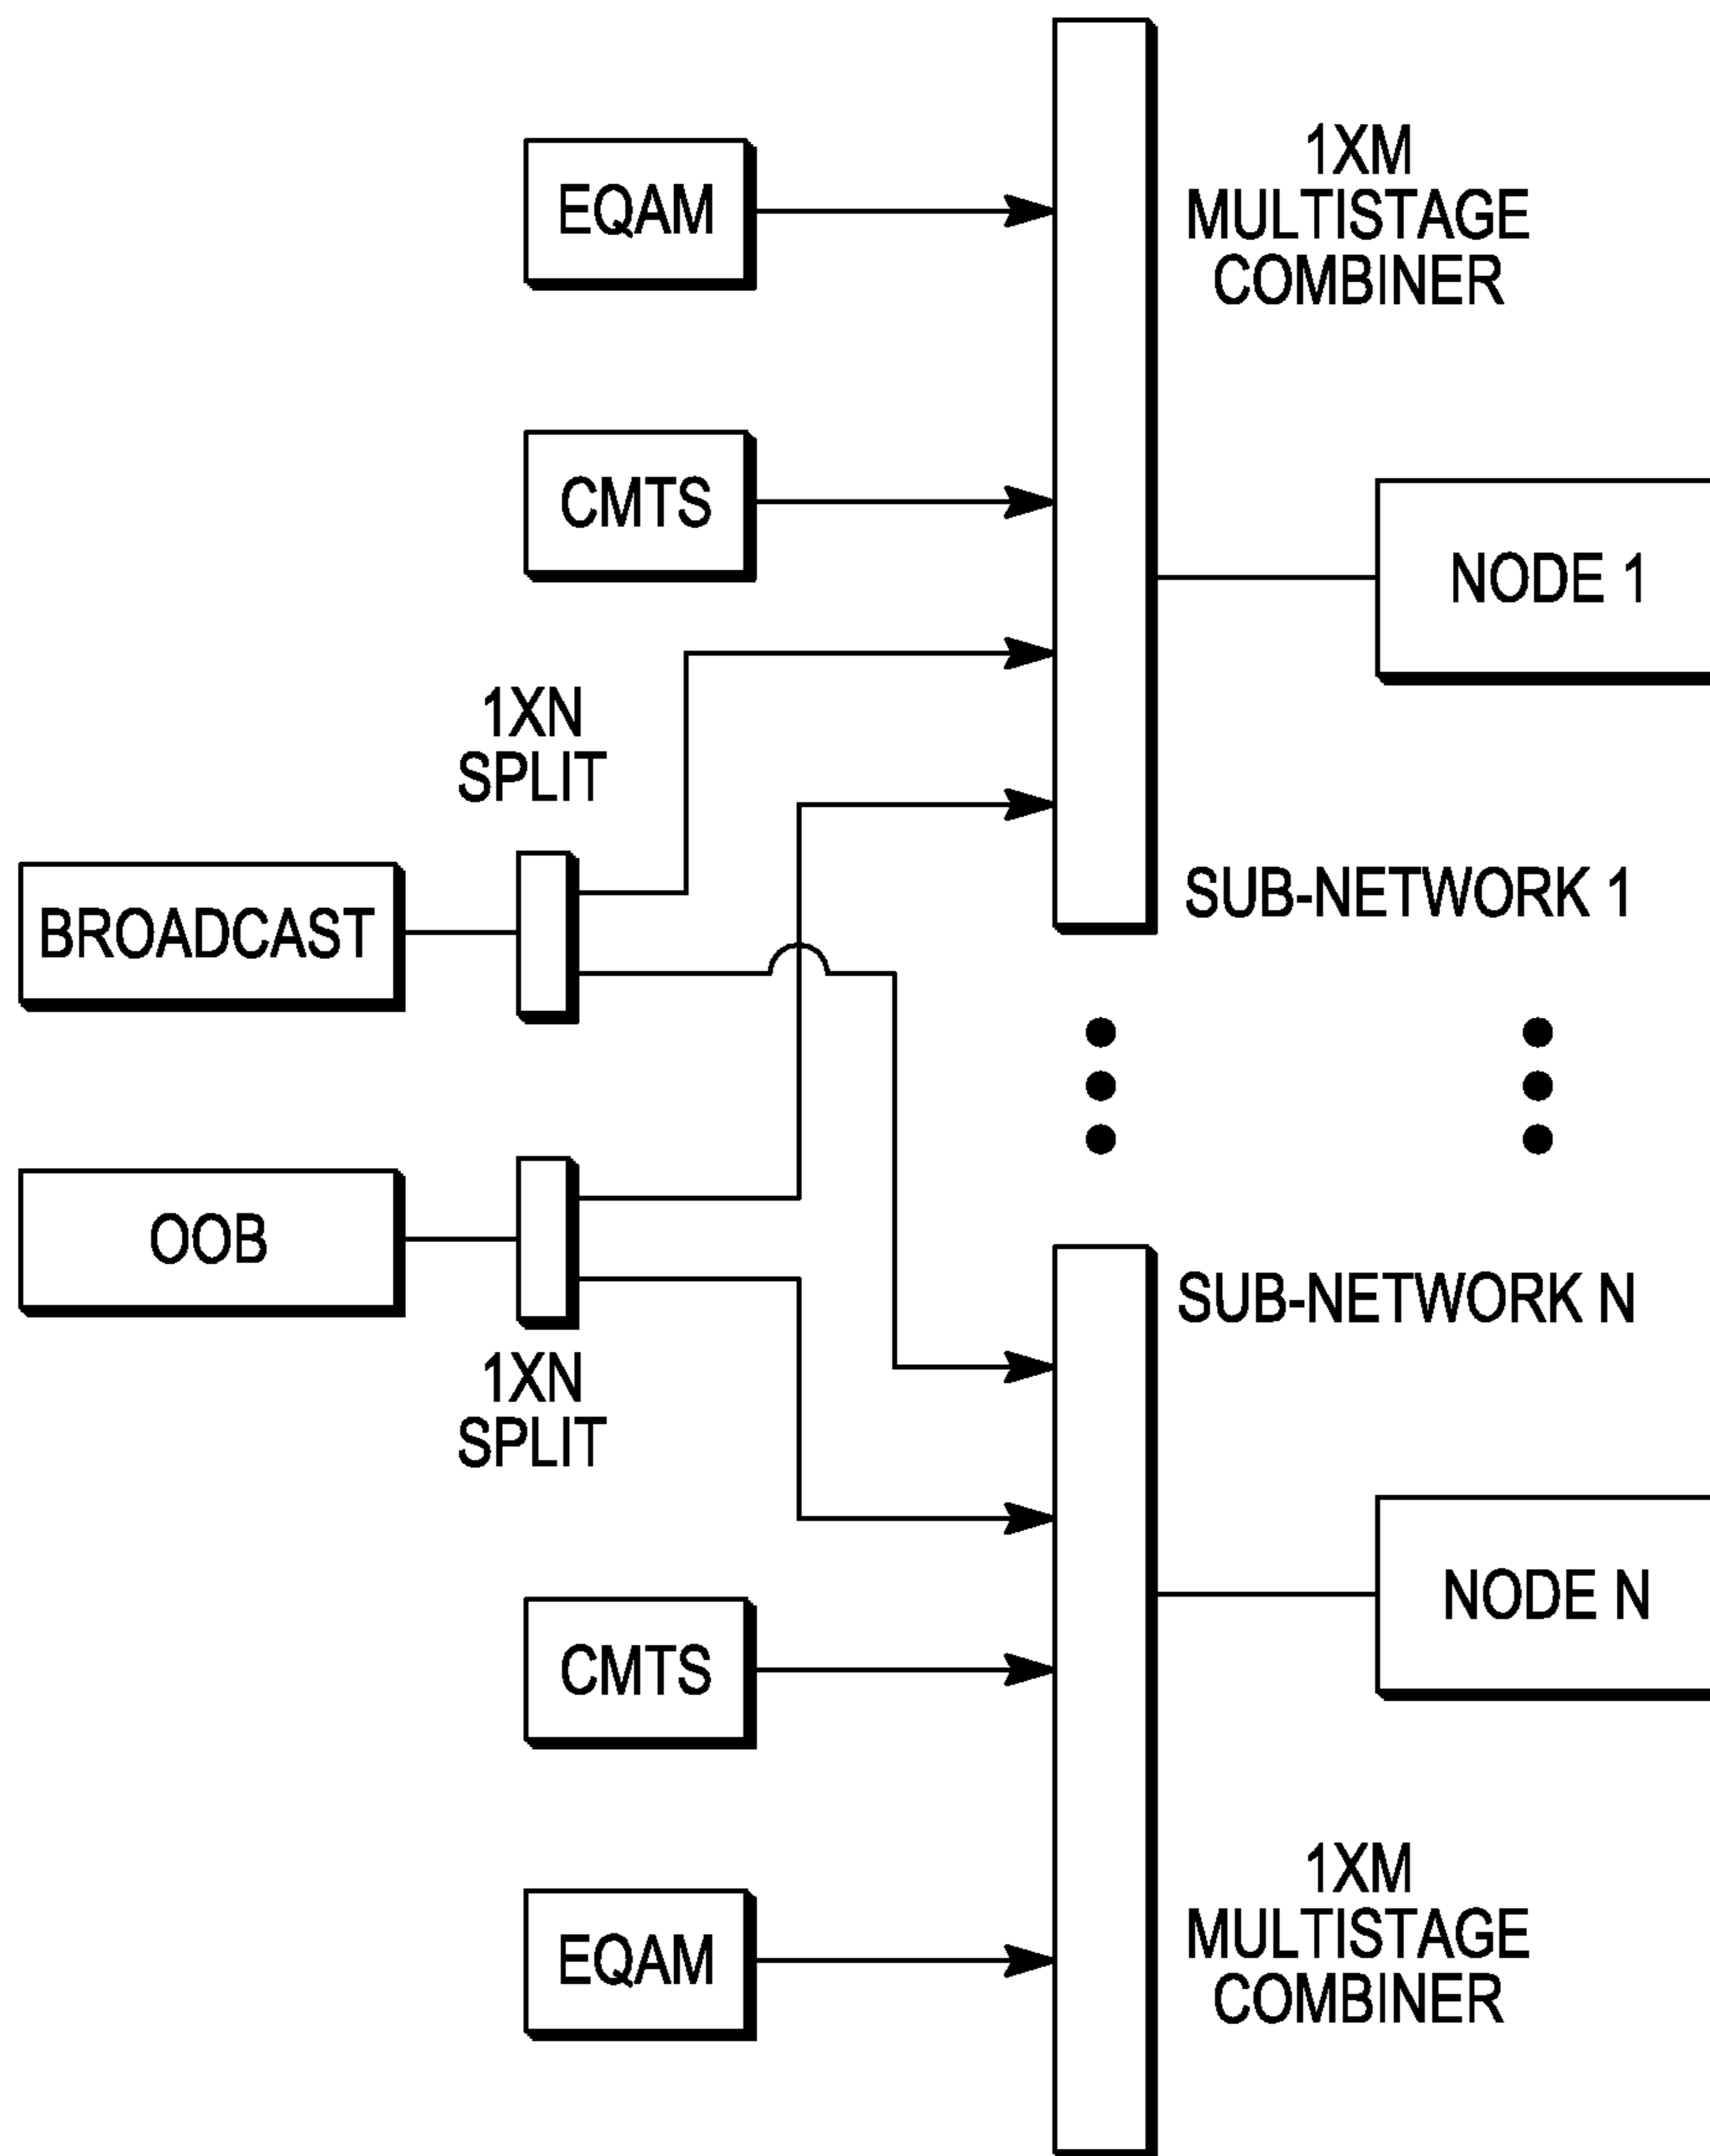 EQAM
1XM
MULTISTAGE
COMBINER
CMTS
NODE 1
1XN
SPLIT
SUB-NETWORK 1
BROADCAST
OOB
SUB-NETWORK N
1XN
SPLIT
NODE N
CMTS
1XM
MULTISTAGE
COMBINER
EQAM